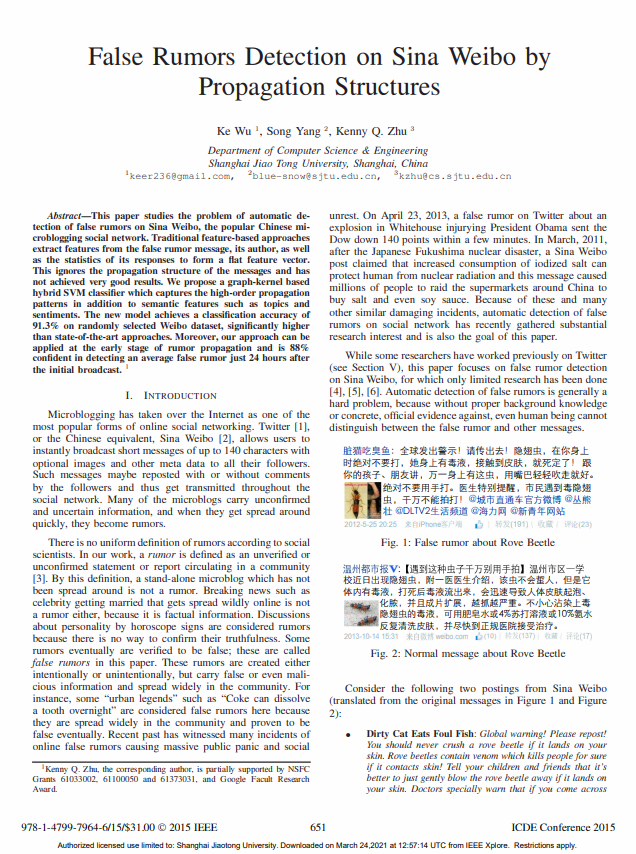 False Rumors Detection on Sina Weibo by
Propagation Structures
Ke Wu 1, Song Yang 2, Kenny Q. Zhu 3
Department of Computer Science & Engineering
Shanghai Jiao Tong University, Shanghai, China
1keer236@gmail.com, 2blue-snow@sjtu.edu.cn, 3kzhu@cs.sjtu.edu.cn
Abstract—This paper studies the problem of automatic de-
tection of false rumors on Sina Weibo, the popular Chinese mi-
croblogging social network. Traditional feature-based approaches
extract features from the false rumor message, its author, as well
as the statistics of its responses to form a flat feature vector.
This ignores the propagation structure of the messages and has
not achieved very good results. We propose a graph-kernel based
hybrid SVM classifier which captures the high-order propagation
patterns in addition to semantic features such as topics and
sentiments. The new model achieves a classification accuracy of
91.3% on randomly selected Weibo dataset, significantly higher
than state-of-the-art approaches. Moreover, our approach can be
applied at the early stage of rumor propagation and is 88%
confident in detecting an average false rumor just 24 hours after
the initial broadcast. 1
I. INTRODUCTION
Microblogging has taken over the Internet as one of the
most popular forms of online social networking. Twitter [1],
or the Chinese equivalent, Sina Weibo [2], allows users to
instantly broadcast short messages of up to 140 characters with
optional images and other meta data to all their followers.
Such messages maybe reposted with or without comments
by the followers and thus get transmitted throughout the
social network. Many of the microblogs carry unconfirmed
and uncertain information, and when they get spread around
quickly, they become rumors.
There is no uniform definition of rumors according to social
scientists. In our work, a rumor is defined as an unverified or
unconfirmed statement or report circulating in a community
[3]. By this definition, a stand-alone microblog which has not
been spread around is not a rumor. Breaking news such as
celebrity getting married that gets spread wildly online is not
a rumor either, because it is factual information. Discussions
about personality by horoscope signs are considered rumors
because there is no way to confirm their truthfulness. Some
rumors eventually are verified to be false; these are called
false rumors in this paper. These rumors are created either
intentionally or unintentionally, but carry false or even mali-
cious information and spread widely in the community. For
instance, some “urban legends” such as “Coke can dissolve
a tooth overnight” are considered false rumors here because
they are spread widely in the community and proven to be
false eventually. Recent past has witnessed many incidents of
online false rumors causing massive public panic and social
1Kenny Q. Zhu, the corresponding author, is partially supported by NSFC
Grants 61033002, 61100050 and 61373031, and Google Facult Research
Award.
unrest. On April 23, 2013, a false rumor on Twitter about an
explosion in Whitehouse injurying President Obama sent the
Dow down 140 points within a few minutes. In March, 2011,
after the Japanese Fukushima nuclear disaster, a Sina Weibo
post claimed that increased consumption of iodized salt can
protect human from nuclear radiation and this message caused
millions of people to raid the supermarkets around China to
buy salt and even soy sauce. Because of these and many
other similar damaging incidents, automatic detection of false
rumors on social network has recently gathered substantial
research interest and is also the goal of this paper.
While some researchers have worked previously on Twitter
(see Section V), this paper focuses on false rumor detection
on Sina Weibo, for which only limited research has been done
[4], [5], [6]. Automatic detection of false rumors is generally a
hard problem, because without proper background knowledge
or concrete, official evidence against, even human being cannot
distinguish between the false rumor and other messages.
脏猫吃臭鱼：全球发出警示！请传出去！隐翅虫，在你身上
时绝对不要打，她身上有毒液，接触到皮肤，就死定了！ 跟
你的孩子、朋友讲，万一身上有这虫，用嘴巴轻轻吹走就好。
绝对不要用手打。医生特别提醒，市民遇到毒隐翅
虫，千万不能拍打！@城市直通车官方微博 @丛熊
壮 @DLTV2生活频道 @海力网 @新青年网站
2012-5-25 20:25 来自iPhone客户端 转发(191) 收藏 评论(23)
Fig. 1: False rumor about Rove Beetle
温州都市报V：【遇到这种虫子千万别用手拍】温州市区一学
校近日出现隐翅虫，附一医医生介绍，该虫不会蜇人，但是它
体内有毒液，打死后毒液流出来，会迅速导致人体皮肤起泡、
化脓，并且成片扩展，越抓越严重。不小心沾染上毒
隐翅虫的毒液，可用肥皂水或4%苏打溶液或10%氨水
反复清洗皮肤，并尽快到正规医院接受治疗。
2013-10-14 15:31 来自微博 weibo.com (10) 转发(137) 收藏 评论(17)
Fig. 2: Normal message about Rove Beetle
Consider the following two postings from Sina Weibo
(translated from the original messages in Figure 1 and Figure
2):
• Dirty Cat Eats Foul Fish: Global warning! Please repost!
You should never crush a rove beetle if it lands on your
skin. Rove beetles contain venom which kills people for sure
if it contacts skin! Tell your children and friends that it’s
better to just gently blow the rove beetle away if it lands on
your skin. Doctors specially warn that if you come across
978-1-4799-7964-6/15/$31.00 © 2015 IEEE
651
ICDE Conference 2015
Authorized licensed use limited to: Shanghai Jiaotong University. Downloaded on March 24,2021 at 12:57:14 UTC from IEEE Xplore. Restrictions apply.